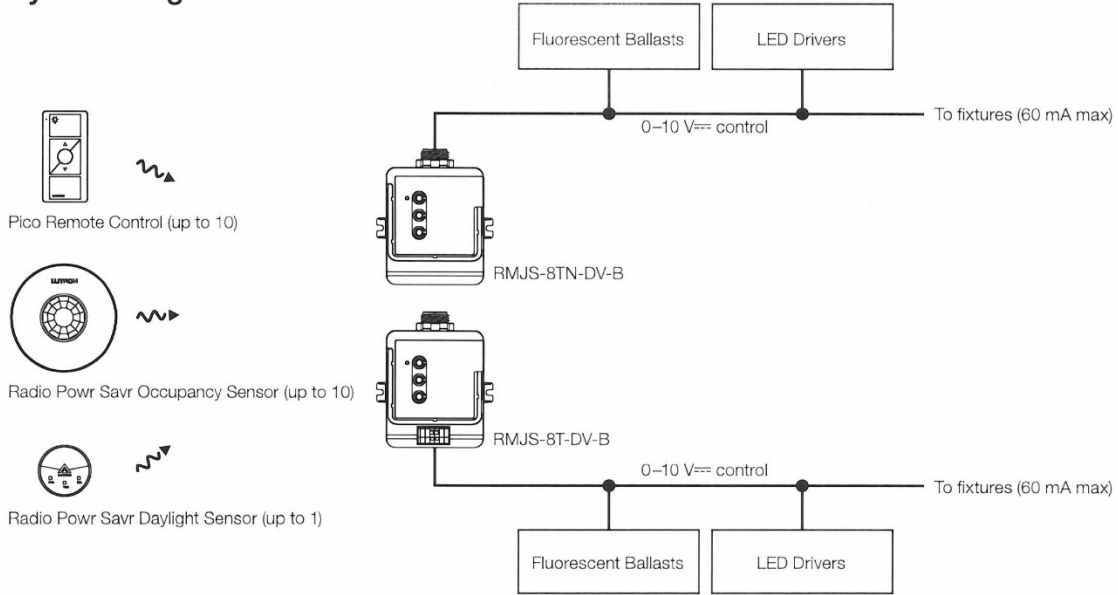 Fluorescent Ballasts
LED Drivers
0–10 V⎓ control
To fixtures (60 mA max)
Pico Remote Control (up to 10)
RMJS-8TN-DV-B
LUTRON
Radio Powr Savr Occupancy Sensor (up to 10)
RMJS-8T-DV-B
Radio Powr Savr Daylight Sensor (up to 1)
0–10 V⎓ control
To fixtures (60 mA max)
Fluorescent Ballasts
LED Drivers